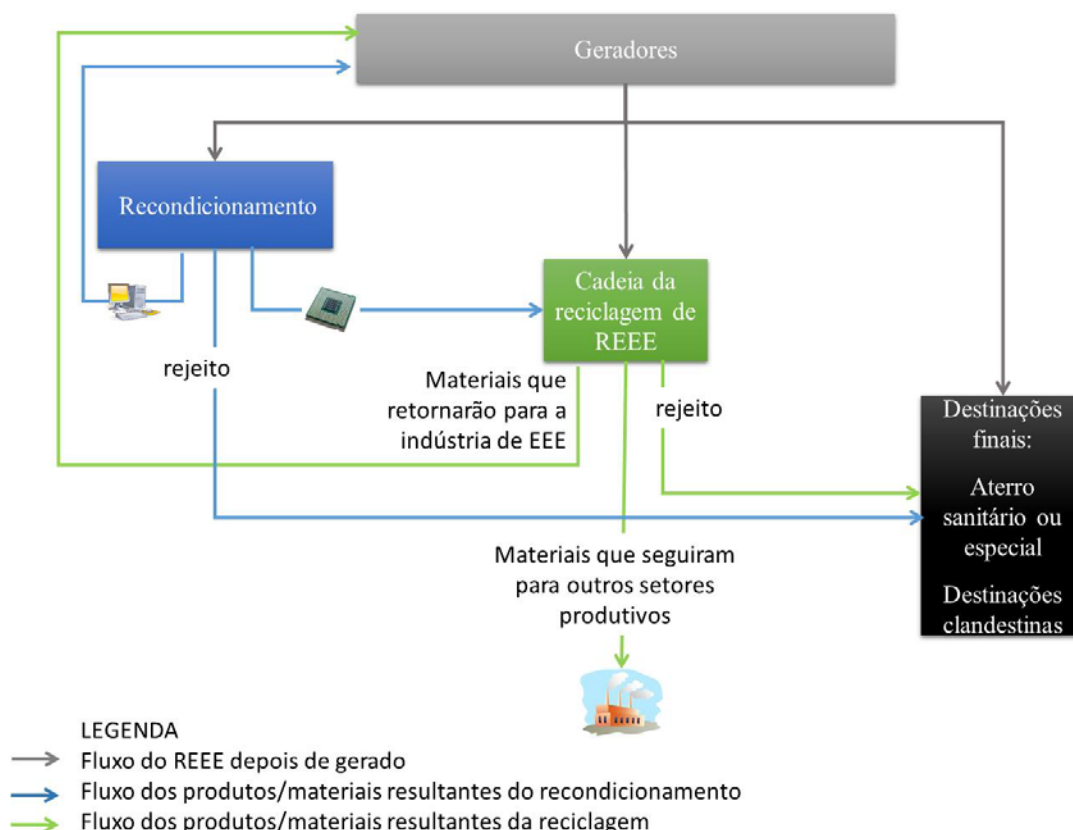 Geradores
Recondicionamento
Cadeia da
reciclagem de
REEE
rejeito
Materiais que
retornarão para a
indústria de EEE
rejeito
Destinações
finais:
Aterro
sanitário ou
especial
Destinações
clandestinas
Materiais que seguiram
para outros setores
produtivos
LEGENDA
Fluxo do REEE depois de gerado
Fluxo dos produtos/materiais resultantes do recondicionamento
Fluxo dos produtos/materiais resultantes da reciclagem